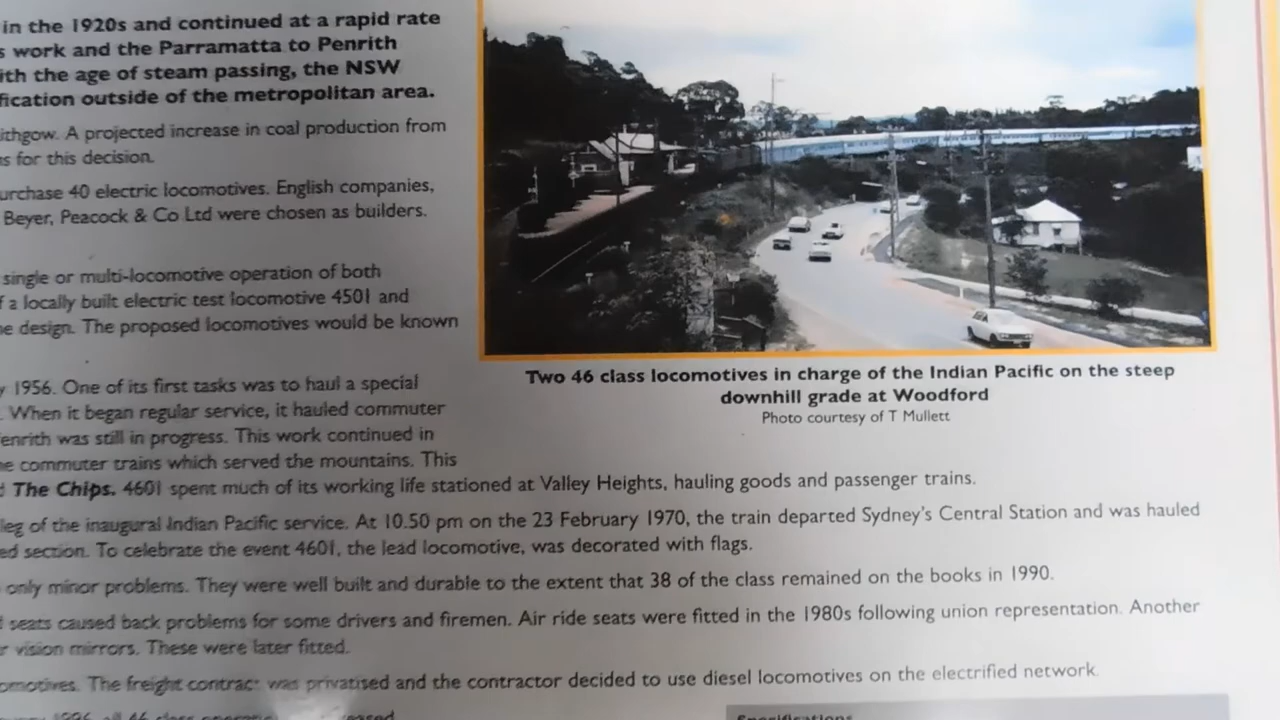 in the 1920s and continued at a rapid rate
work and the Parramatta to Penrith
ith the age of steam passing, the NSW
fication outside of the metropolitan area.
ithgow. A projected increase in coal production from
s for this decision.
urchase 40 electric locomotives. English companies,
Beyer, Peacock & Co Ltd were chosen as builders.
single or multi-locomotive operation of both
f a locally built electric test locomotive 4501 and
e design. The proposed locomotives would be known
y 1956. One of its first tasks was to haul a special
. When it began regular service, it hauled commuter
enrith was still in progress. This work continued in
e commuter trains which served the mountains. This
The Chips. 4601 spent much of its working life stationed at Valley Heights, hauling goods and passenger trains.
leg of the inaugural Indian Pacific service. At 10.50 pm on the 23 February 1970, the train departed Sydney's Central Station and was hauled
ed section. To celebrate the event 4601, the lead locomotive, was decorated with flags.
only minor problems. They were well built and durable to the extent that 38 of the class remained on the books in 1990.
seats caused back problems for some drivers and firemen. Air ride seats were fitted in the 1980s following union representation. Another
r vision mirrors. These were later fitted.
omotives. The freight contract was privatised and the contractor decided to use diesel locomotives on the electrified network.
Two 46 class locomotives in charge of the Indian Pacific on the steep
downhill grade at Woodford
Photo courtesy of T Mullett
Specifications